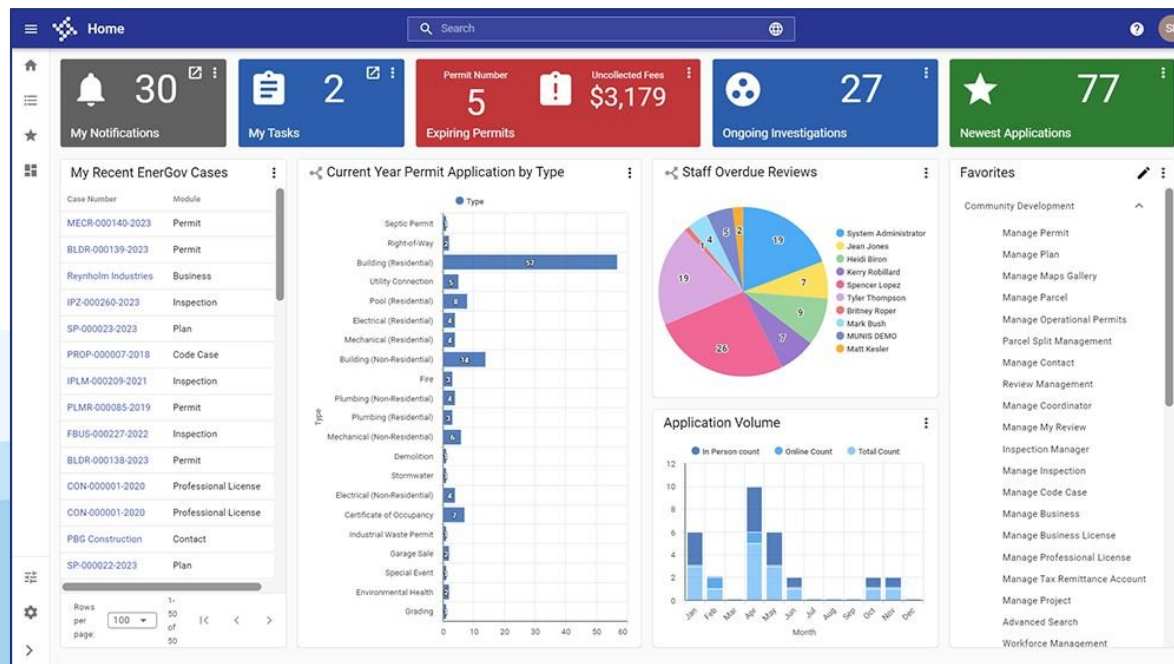 Home
Search
Si
30
My Notifications
2
My Tasks
Permit Number
5
Uncollected Fees
$3,179
Expiring Permits
27
Ongoing Investigations
77
Newest Applications
My Recent EnerGov Cases
Case Number Module
MECR-000140-2023 Permit
BLDR-000139-2023 Permit
Reynholm Industries Business
IPZ-000260-2023 Inspection
SP-000023-2023 Plan
PROP-000007-2018 Code Case
IPLM-000209-2021 Inspection
PLMR-000085-2019 Permit
FBUS-000227-2022 Inspection
BLDR-000138-2023 Permit
CON-000001-2020 Professional License
CON-000001-2020 Professional License
PBG Construction Contact
SP-000022-2023 Plan
Rows per page: 100 1-50 of 50
Current Year Permit Application by Type
Type
Type
Septic Permit
Right-of-Way 2
Building (Residential) 57
Utility Connection 5
Pool (Residential) 8
Electrical (Residential) 4
Mechanical (Residential) 4
Building (Non-Residential) 14
Fire 3
Plumbing (Non-Residential) 4
Plumbing (Residential) 3
Mechanical (Non-Residential) 6
Demolition
Stormwater
Electrical (Non-Residential) 4
Certificate of Occupancy 7
Industrial Waste Permit
Garage Sale 2
Special Event
Environmental Health 2
Grading
0 10 20 30 40 50 60
Staff Overdue Reviews
19
7
9
7
26
19
1
4
5
2
System Administrator
Jean Jones
Heidi Biron
Kerry Robillard
Spencer Lopez
Tyler Thompson
Britney Roper
Mark Bush
MUNIS DEMO
Matt Kesler
Application Volume
In Person count Online Count Total Count
12
10
8
6
4
2
0
Jan Feb Mar Apr May Jun Jul Aug Sep Oct Nov Dec
Month
Favorites
Community Development
Manage Permit
Manage Plan
Manage Maps Gallery
Manage Parcel
Manage Operational Permits
Parcel Split Management
Manage Contact
Review Management
Manage Coordinator
Manage My Review
Inspection Manager
Manage Inspection
Manage Code Case
Manage Business
Manage Business License
Manage Professional License
Manage Tax Remittance Account
Manage Project
Advanced Search
Workforce Management